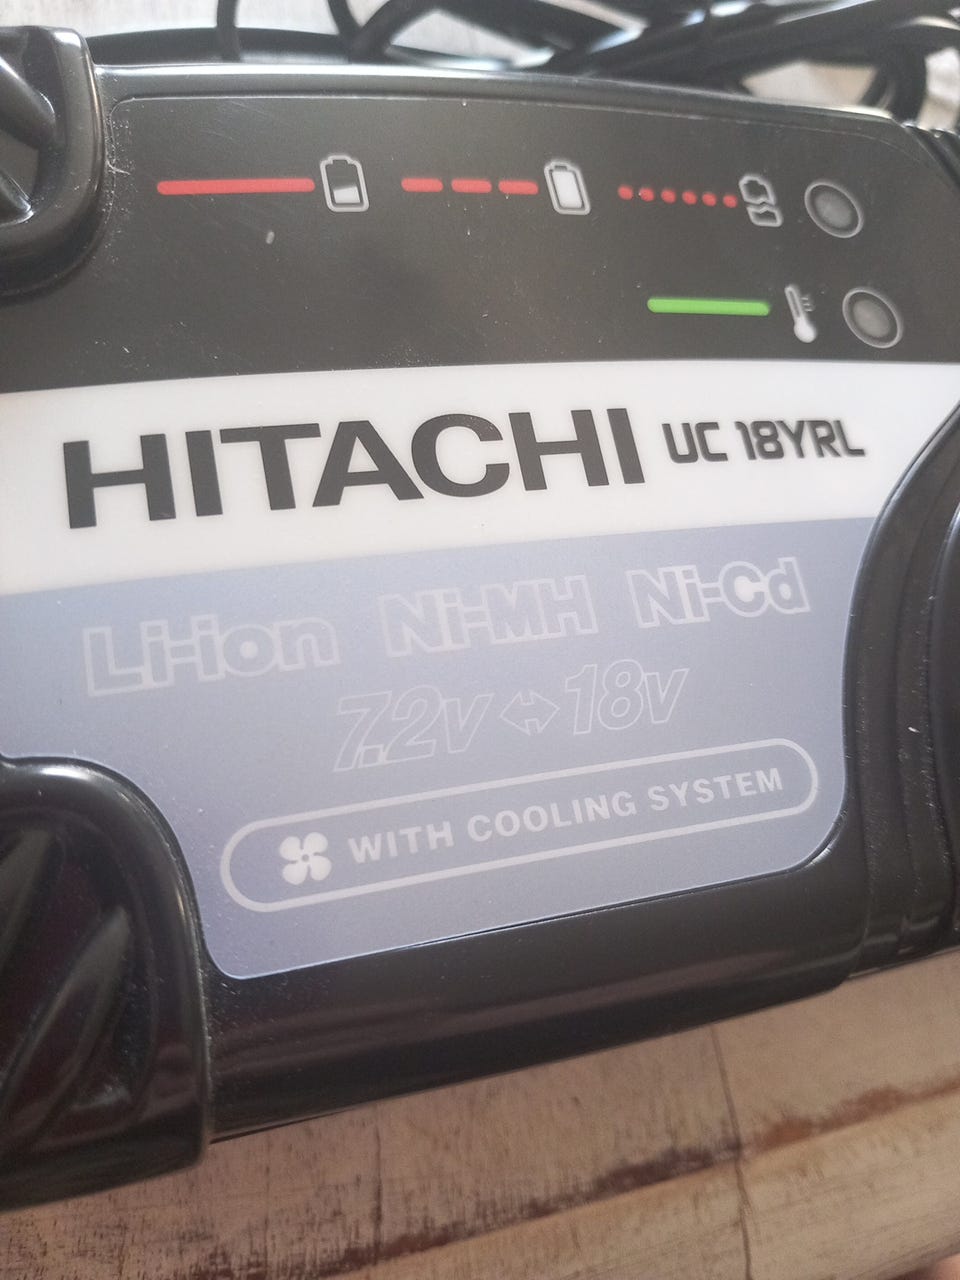 HITACHI UC 18YRL
Li-ion Ni-MH Ni-Cd
7.2v ⇔ 18v
WITH COOLING SYSTEM